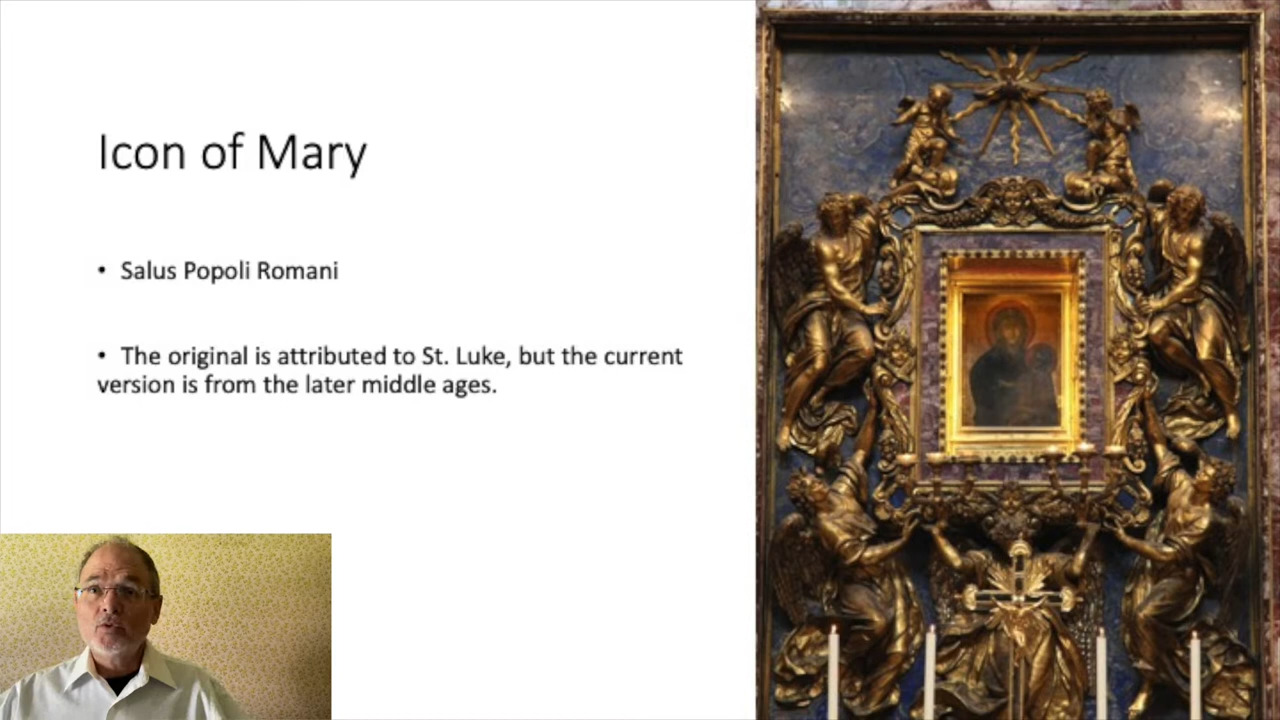 Icon of Mary
• Salus Popoli Romani
• The original is attributed to St. Luke, but the current
version is from the later middle ages.